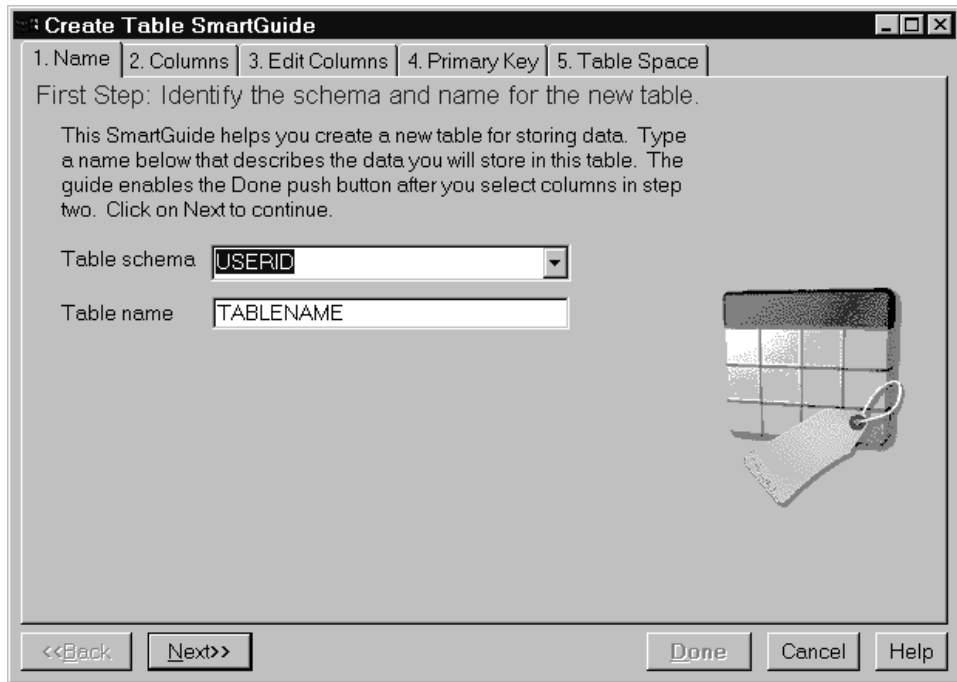 Create Table SmartGuide
1. Name 2. Columns 3. Edit Columns 4. Primary Key 5. Table Space
First Step: Identify the schema and name for the new table.
This SmartGuide helps you create a new table for storing data. Type
a name below that describes the data you will store in this table. The
guide enables the Done push button after you select columns in step
two. Click on Next to continue.
Table schema USERID
Table name TABLENAME
<<Back Next>> Done Cancel Help